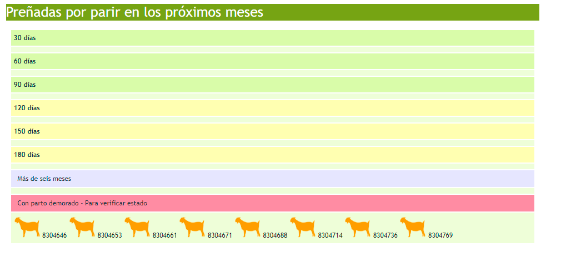 Preñadas por parir en los próximos meses
30 días
60 días
90 días
120 días
150 días
180 días
Más de seis meses
Con parto demorado - Para verificar estado
8304646 8304653 8304661 8304671 8304688 8304714 8304736 8304769